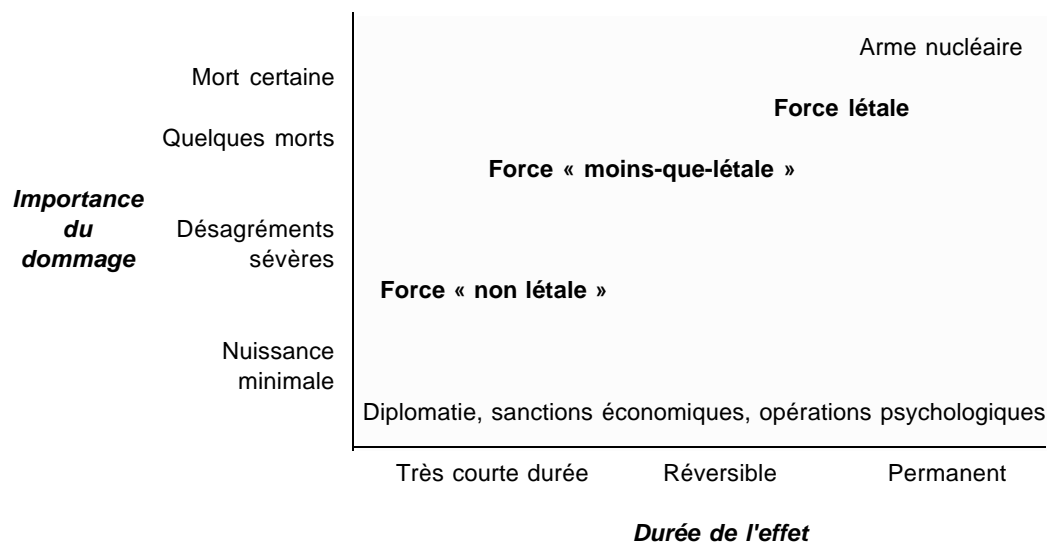 Arme nucléaire
Mort certaine
Force létale
Quelques morts
Force « moins-que-létale »
Importance
du
dommage
Désagréments
sévères
Force « non létale »
Nuissance
minimale
Diplomatie, sanctions économiques, opérations psychologiques
Très courte durée Réversible Permanent
Durée de l'effet